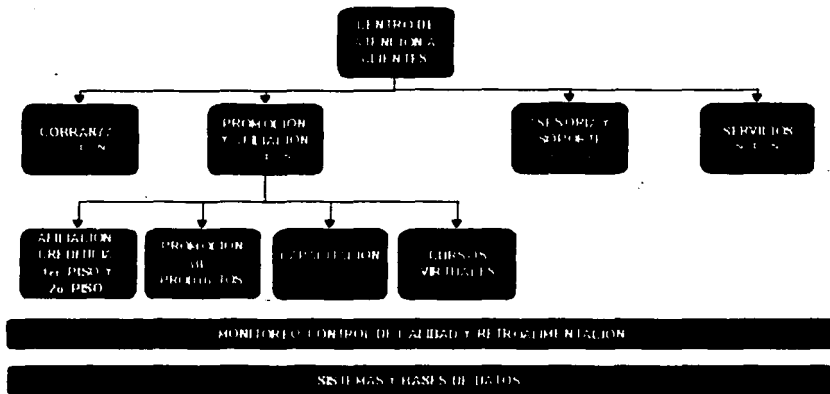 CENTRO DE
ATENCION A
CLIENTES
COBRANZA
PROMOCION
Y AFILIACION
ASESORIA Y
SOPORTE
SERVICIOS
AFILIACION
CREDITICIA
1er PISO Y
2o PISO
PROMOCION
DE
PRODUCTOS
CAPACITACION
CURSOS
VIRTUALES
MONITOREO, CONTROL DE CALIDAD Y RETROALIMENTACION
SISTEMAS Y BASES DE DATOS